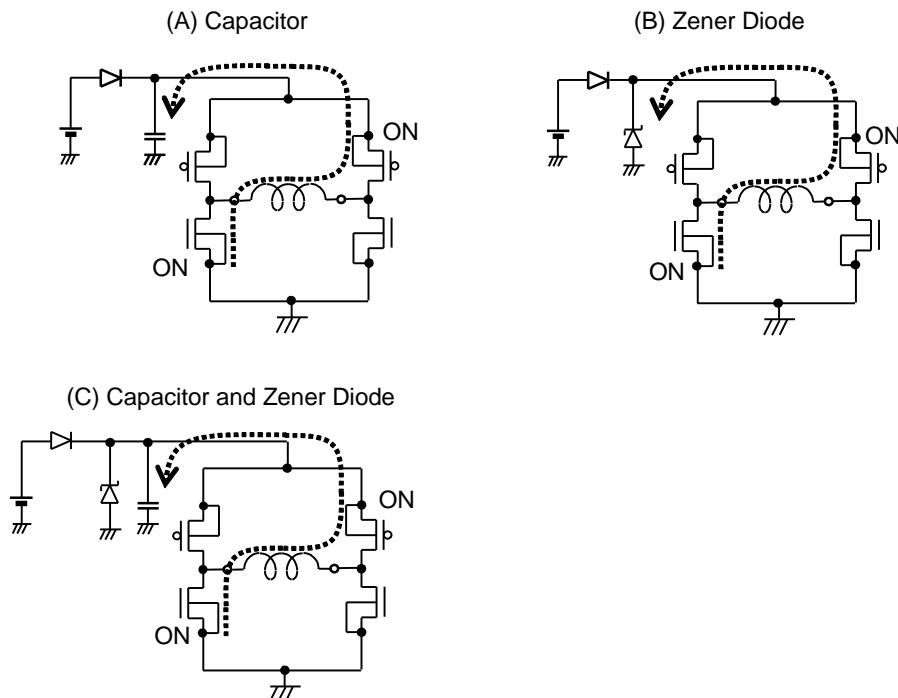 (A) Capacitor
(B) Zener Diode
ON
ON
ON
ON
(C) Capacitor and Zener Diode
ON
ON